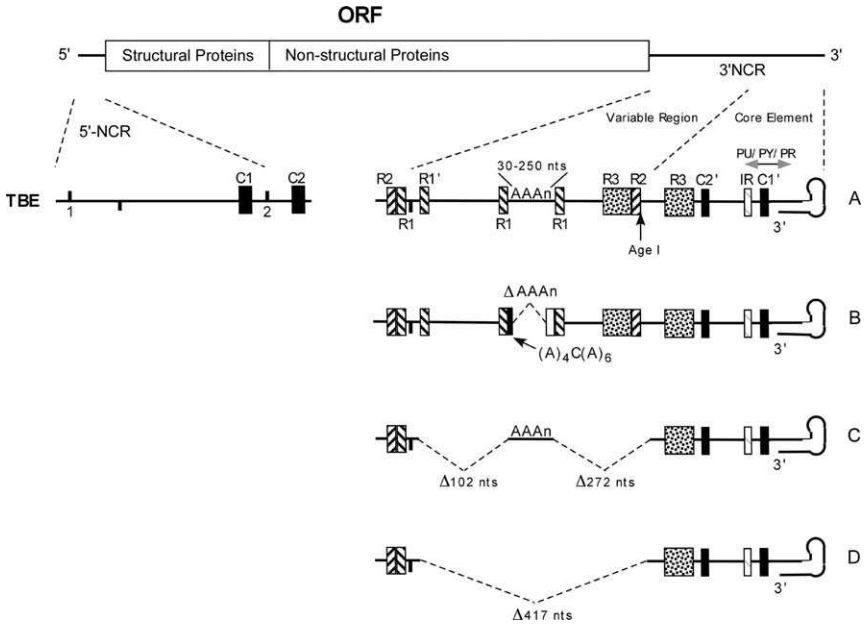 ORF
5' Structural Proteins Non-structural Proteins 3'
3'NCR
5'-NCR Variable Region Core Element
30-250 nts PU/ PY/ PR
C1 C2 R2 R1' AAAn R3 R2 R3 C2' IR C1'
TBE A
1 2 R1 R1 R1 3'
Age I
ΔAAAn
B
(A)4C(A)6 3'
AAAn
C
Δ102 nts Δ272 nts 3'
D
3'
Δ417 nts